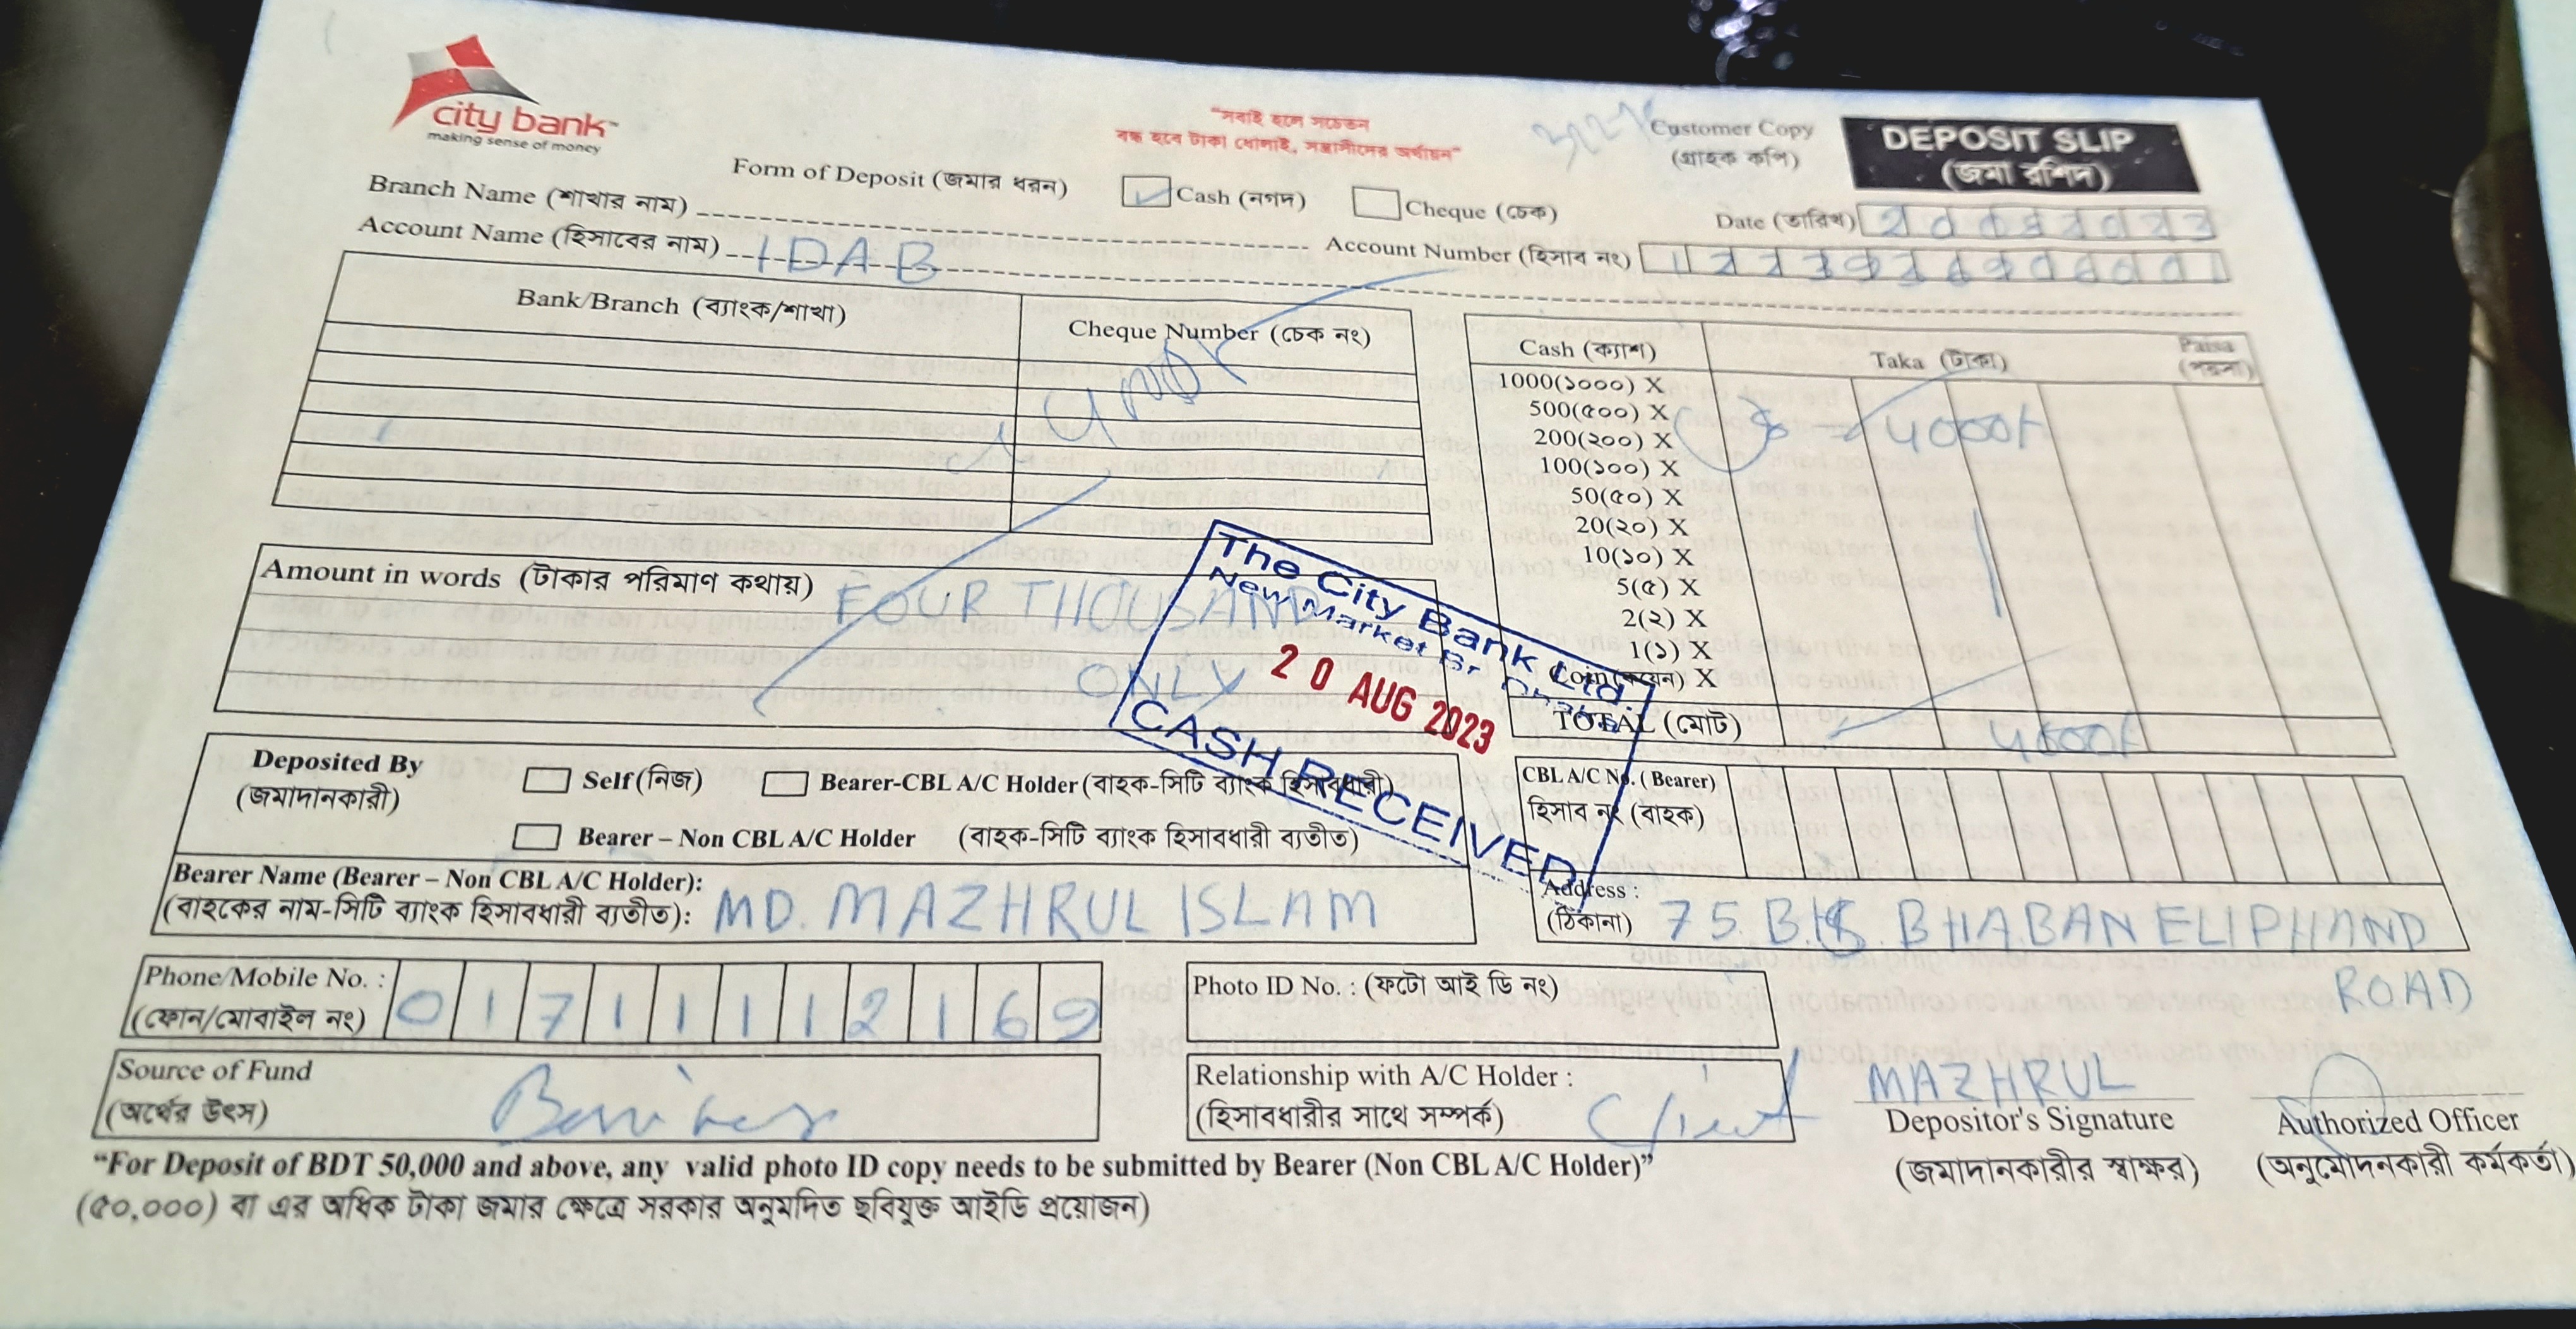 city bank
making sense of money
"সবাই হলে সচেতন
বন্ধ হবে টাকা ধোলাই, সন্ত্রাসীদের অর্থায়ন"
Customer Copy
(গ্রাহক কপি)
DEPOSIT SLIP
(জমা রশিদ)
Form of Deposit (জমার ধরন) Cash (নগদ) Cheque (চেক)
Date (তারিখ)
Branch Name (শাখার নাম)
Account Name (হিসাবের নাম) IDAB
Account Number (হিসাব নং)
Bank/Branch (ব্যাংক/শাখা) Cheque Number (চেক নং)
Cash (ক্যাশ) Taka (টাকা) Paisa (পয়সা)
1000(১০০০) X
500(৫০০) X
200(২০০) X 4000/-
100(১০০) X
50(৫০) X
20(২০) X
10(১০) X
5(৫) X
2(২) X
1(১) X
Coin(কয়েন) X
TOTAL (মোট) 4000/-
Amount in words (টাকার পরিমাণ কথায়) FOUR THOUSAND
ONLY
The City Bank Ltd.
New Market Br Dhaka
20 AUG 2023
CASH RECEIVED
Deposited By
(জমাদানকারী)
Self (নিজ) Bearer-CBL A/C Holder (বাহক-সিটি ব্যাংক হিসাবধারী)
Bearer – Non CBL A/C Holder (বাহক-সিটি ব্যাংক হিসাবধারী ব্যতীত)
CBL A/C No. (Bearer)
হিসাব নং (বাহক)
Bearer Name (Bearer – Non CBL A/C Holder):
(বাহকের নাম-সিটি ব্যাংক হিসাবধারী ব্যতীত): MD. MAZHRUL ISLAM
Address :
(ঠিকানা) 75. BHABAN ELIPHAND
ROAD
Phone/Mobile No. :
(ফোন/মোবাইল নং) 01711112169
Photo ID No. : (ফটো আই ডি নং)
Source of Fund
(অর্থের উৎস)
Relationship with A/C Holder :
(হিসাবধারীর সাথে সম্পর্ক) Client
MAZHRUL
Depositor's Signature
(জমাদানকারীর স্বাক্ষর)
Authorized Officer
(অনুমোদনকারী কর্মকর্তা)
"For Deposit of BDT 50,000 and above, any valid photo ID copy needs to be submitted by Bearer (Non CBL A/C Holder)"
(৫০,০০০) বা এর অধিক টাকা জমার ক্ষেত্রে সরকার অনুমদিত ছবিযুক্ত আইডি প্রয়োজন)